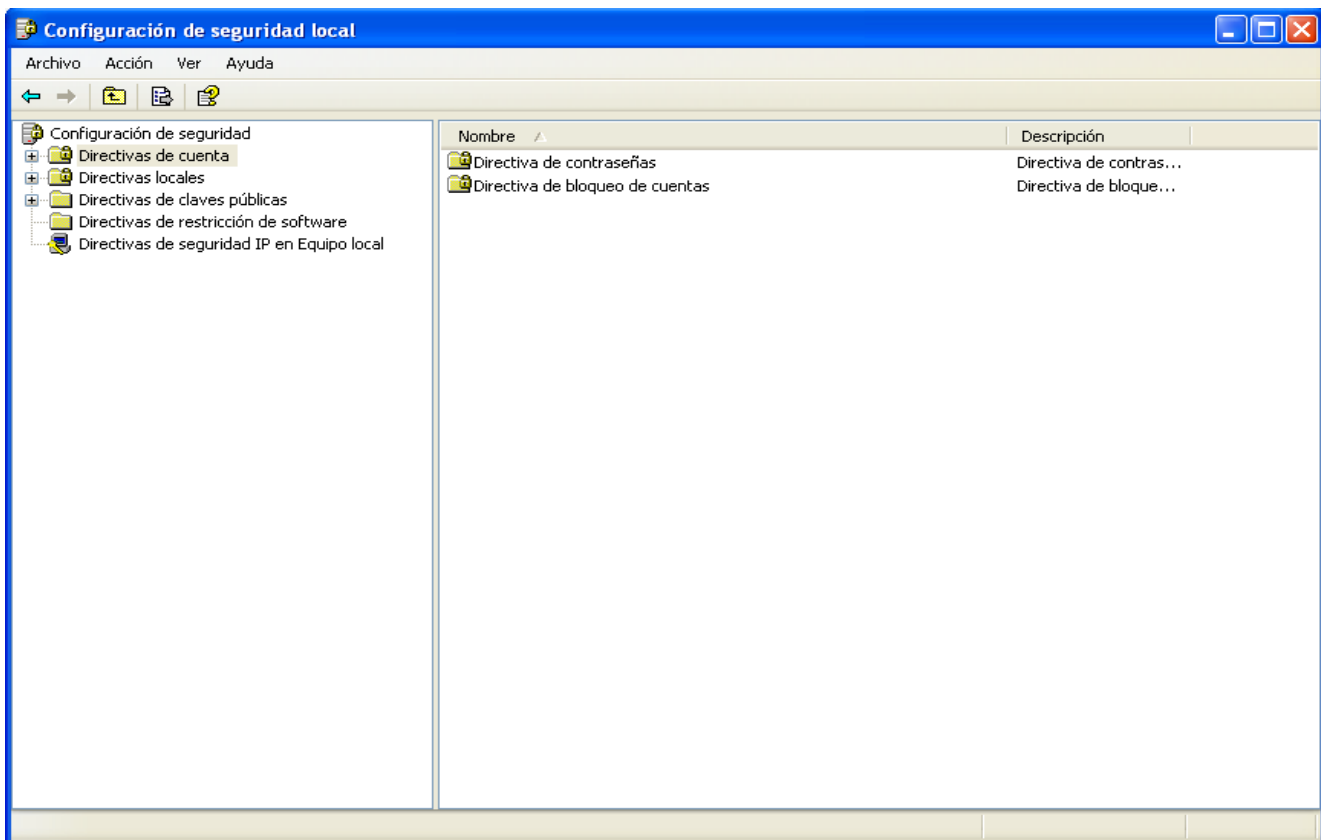 Configuración de seguridad local
Archivo Acción Ver Ayuda
Configuración de seguridad
Directivas de cuenta
Directivas locales
Directivas de claves públicas
Directivas de restricción de software
Directivas de seguridad IP en Equipo local
Nombre Descripción
Directiva de contraseñas Directiva de contras...
Directiva de bloqueo de cuentas Directiva de bloque...